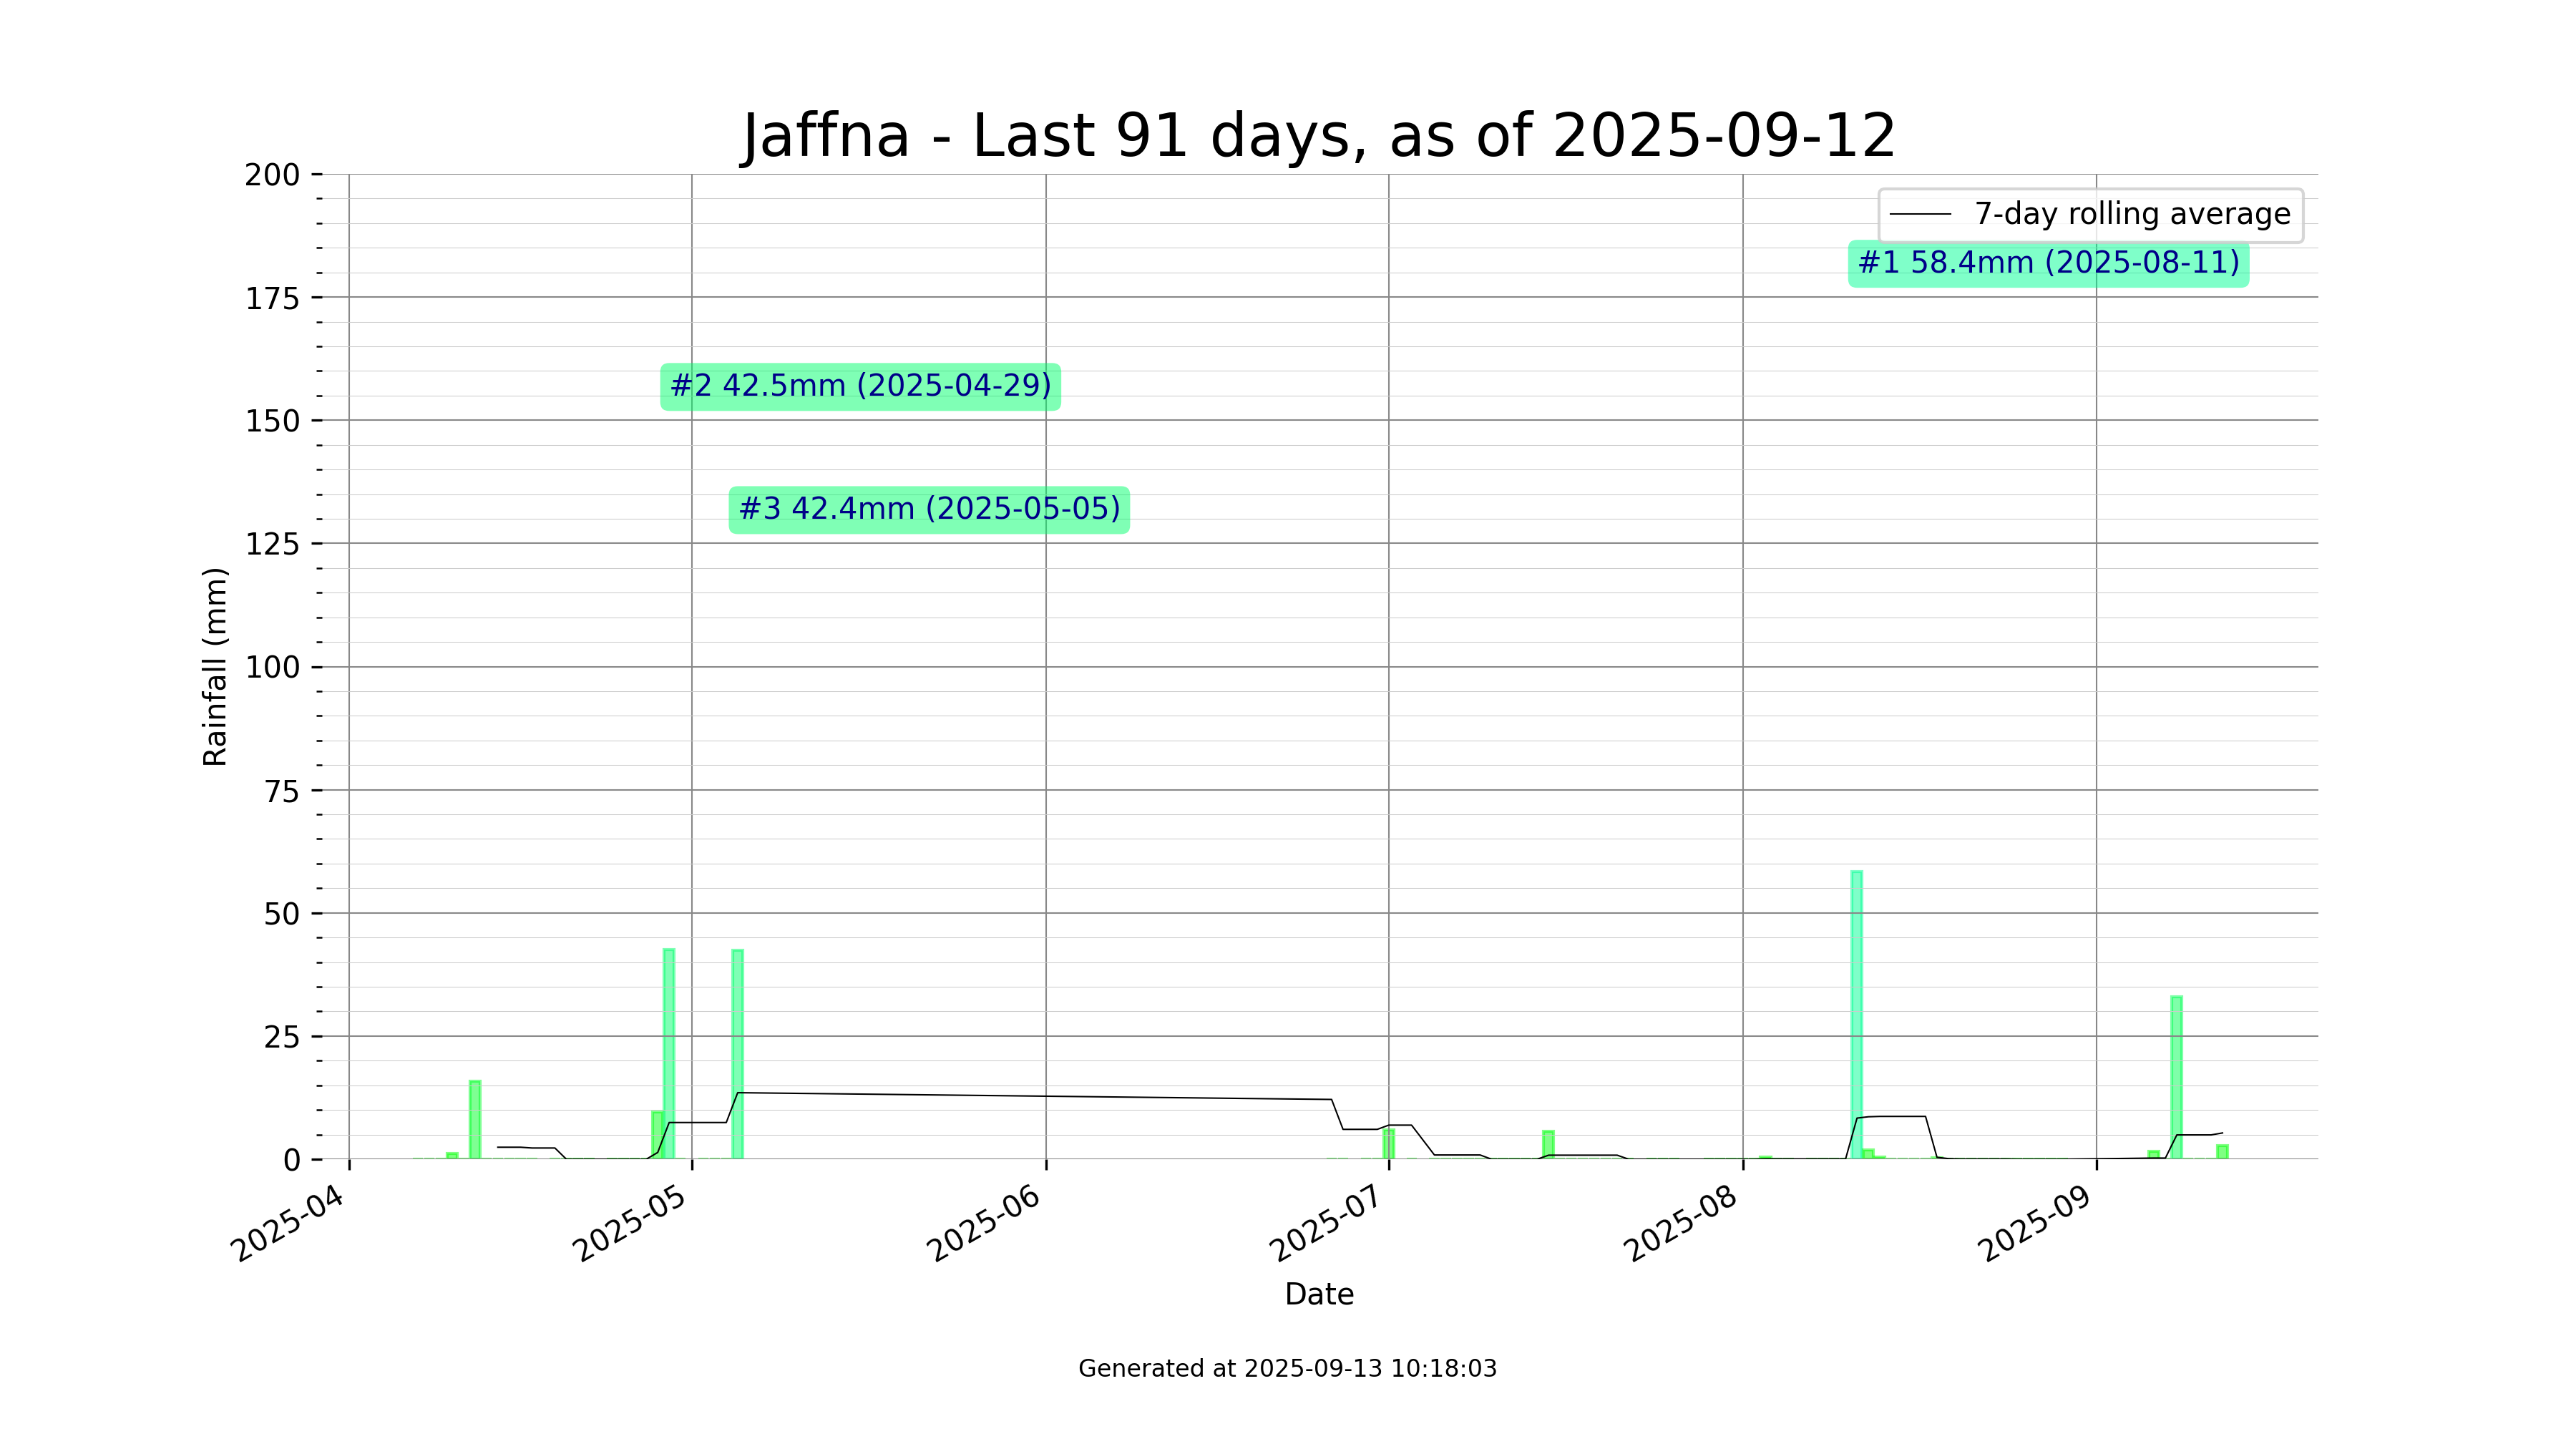 Jaffna - Last 91 days, as of 2025-09-12
200
175
150
125
100
75
50
25
0
Rainfall (mm)
7-day rolling average
#1 58.4mm (2025-08-11)
#2 42.5mm (2025-04-29)
#3 42.4mm (2025-05-05)
2025-04
2025-05
2025-06
2025-07
2025-08
2025-09
Date
Generated at 2025-09-13 10:18:03